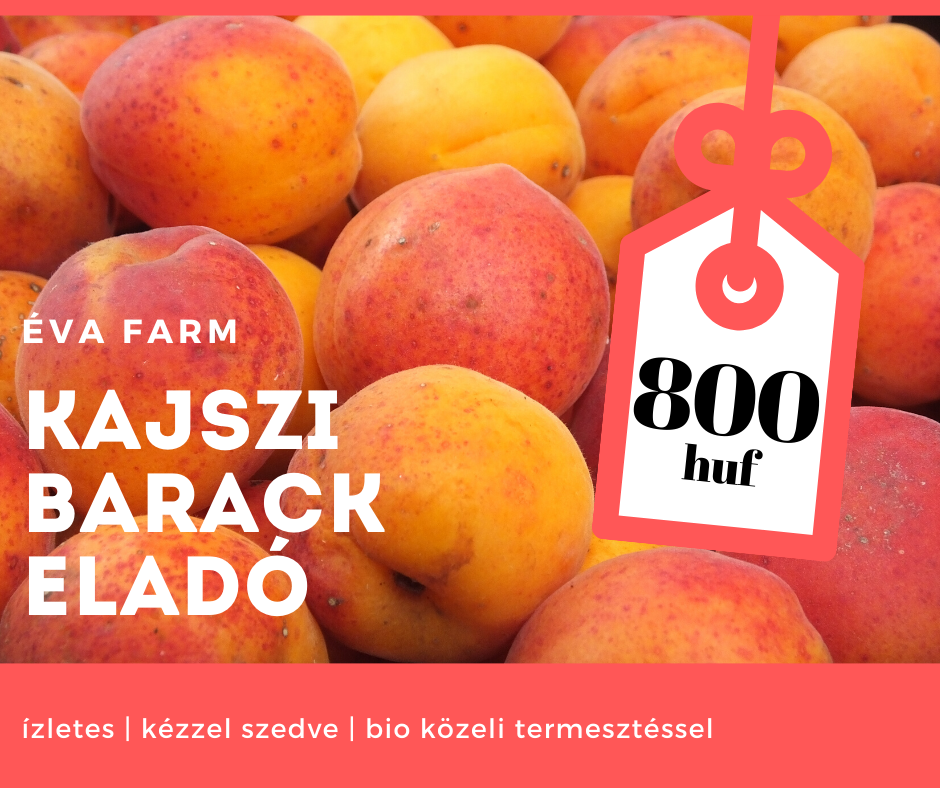 ÉVA FARM
KAJSZI
BARACK
ELADÓ
800
huf
ízletes | kézzel szedve | bio közeli termesztéssel